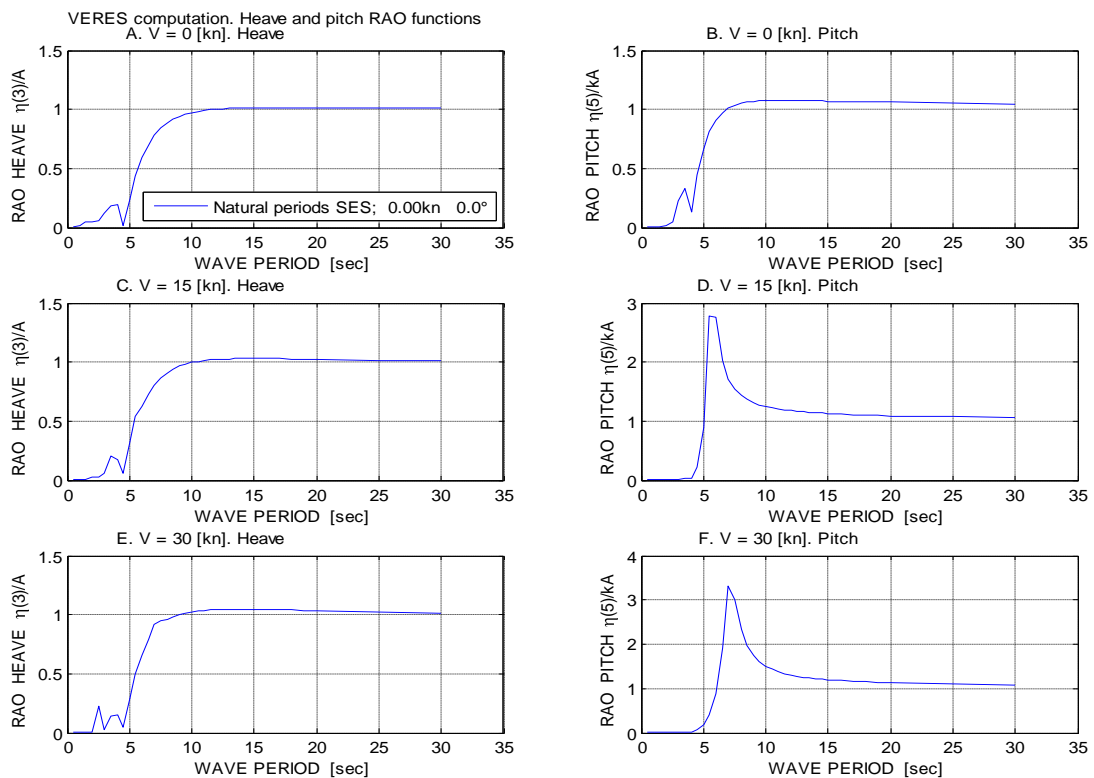 VERES computation. Heave and pitch RAO functions
A. V = 0 [kn]. Heave
1.5
1
0.5
0
RAO HEAVE η(3)/A
Natural periods SES; 0.00kn 0.0°
0 5 10 15 20 25 30 35
WAVE PERIOD [sec]
B. V = 0 [kn]. Pitch
1.5
1
0.5
0
RAO PITCH η(5)/kA
0 5 10 15 20 25 30 35
WAVE PERIOD [sec]
C. V = 15 [kn]. Heave
1.5
1
0.5
0
RAO HEAVE η(3)/A
0 5 10 15 20 25 30 35
WAVE PERIOD [sec]
D. V = 15 [kn]. Pitch
3
2
1
0
RAO PITCH η(5)/kA
0 5 10 15 20 25 30 35
WAVE PERIOD [sec]
E. V = 30 [kn]. Heave
1.5
1
0.5
0
RAO HEAVE η(3)/A
0 5 10 15 20 25 30 35
WAVE PERIOD [sec]
F. V = 30 [kn]. Pitch
4
3
2
1
0
RAO PITCH η(5)/kA
0 5 10 15 20 25 30 35
WAVE PERIOD [sec]